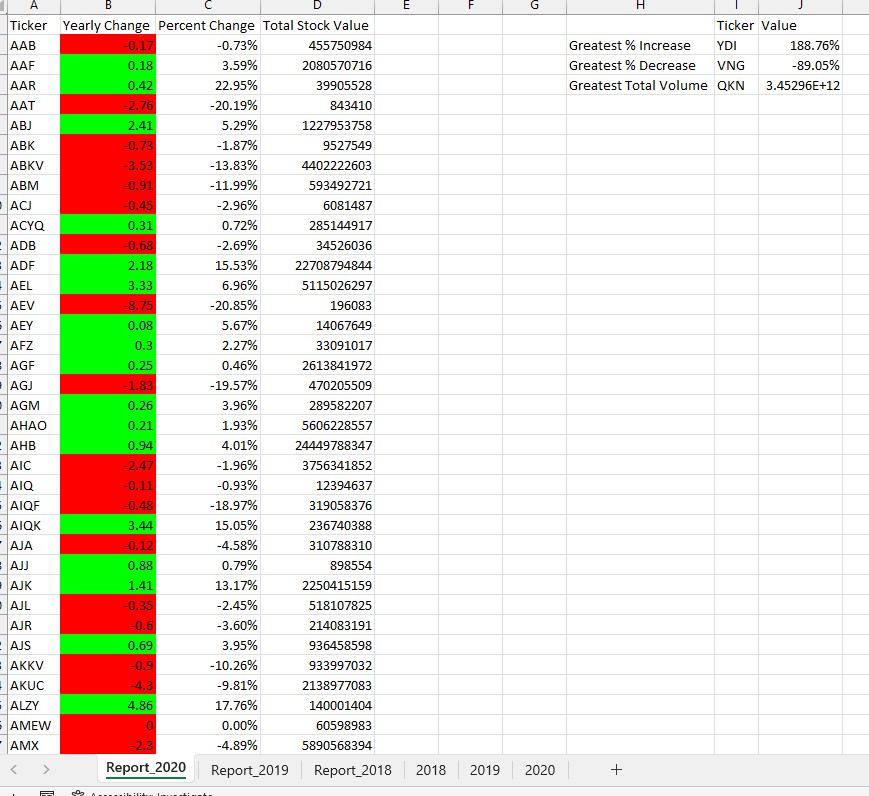 A B C D E F G H I J
Ticker Yearly Change Percent Change Total Stock Value Ticker Value
AAB -0.17 -0.73% 455750984 Greatest % Increase YDI 188.76%
AAF 0.18 3.59% 2080570716 Greatest % Decrease VNG -89.05%
AAR 0.42 22.95% 39905528 Greatest Total Volume QKN 3.45296E+12
AAT -2.76 -20.19% 843410
ABJ 2.41 5.29% 1227953758
ABK -0.73 -1.87% 9527549
ABKV -3.53 -13.83% 4402222603
ABM -0.91 -11.99% 593492721
ACJ -0.45 -2.96% 6081487
ACYQ 0.31 0.72% 285144917
ADB -0.68 -2.69% 34526036
ADF 2.18 15.53% 22708794844
AEL 3.33 6.96% 5115026297
AEV -8.75 -20.85% 196083
AEY 0.08 5.67% 14067649
AFZ 0.3 2.27% 33091017
AGF 0.25 0.46% 2613841972
AGJ -1.83 -19.57% 470205509
AGM 0.26 3.96% 289582207
AHAO 0.21 1.93% 5606228557
AHB 0.94 4.01% 24449788347
AIC -2.47 -1.96% 3756341852
AIQ -0.11 -0.93% 12394637
AIQF -0.48 -18.97% 319058376
AIQK 3.44 15.05% 236740388
AJA -0.12 -4.58% 310788310
AJJ 0.88 0.79% 898554
AJK 1.41 13.17% 2250415159
AJL -0.35 -2.45% 518107825
AJR -0.6 -3.60% 214083191
AJS 0.69 3.95% 936458598
AKKV -0.9 -10.26% 933997032
AKUC -4.3 -9.81% 2138977083
ALZY 4.86 17.76% 140001404
AMEW 0 0.00% 60598983
AMX -2.3 -4.89% 5890568394
Report_2020 Report_2019 Report_2018 2018 2019 2020 +
Accessibility: Investigate